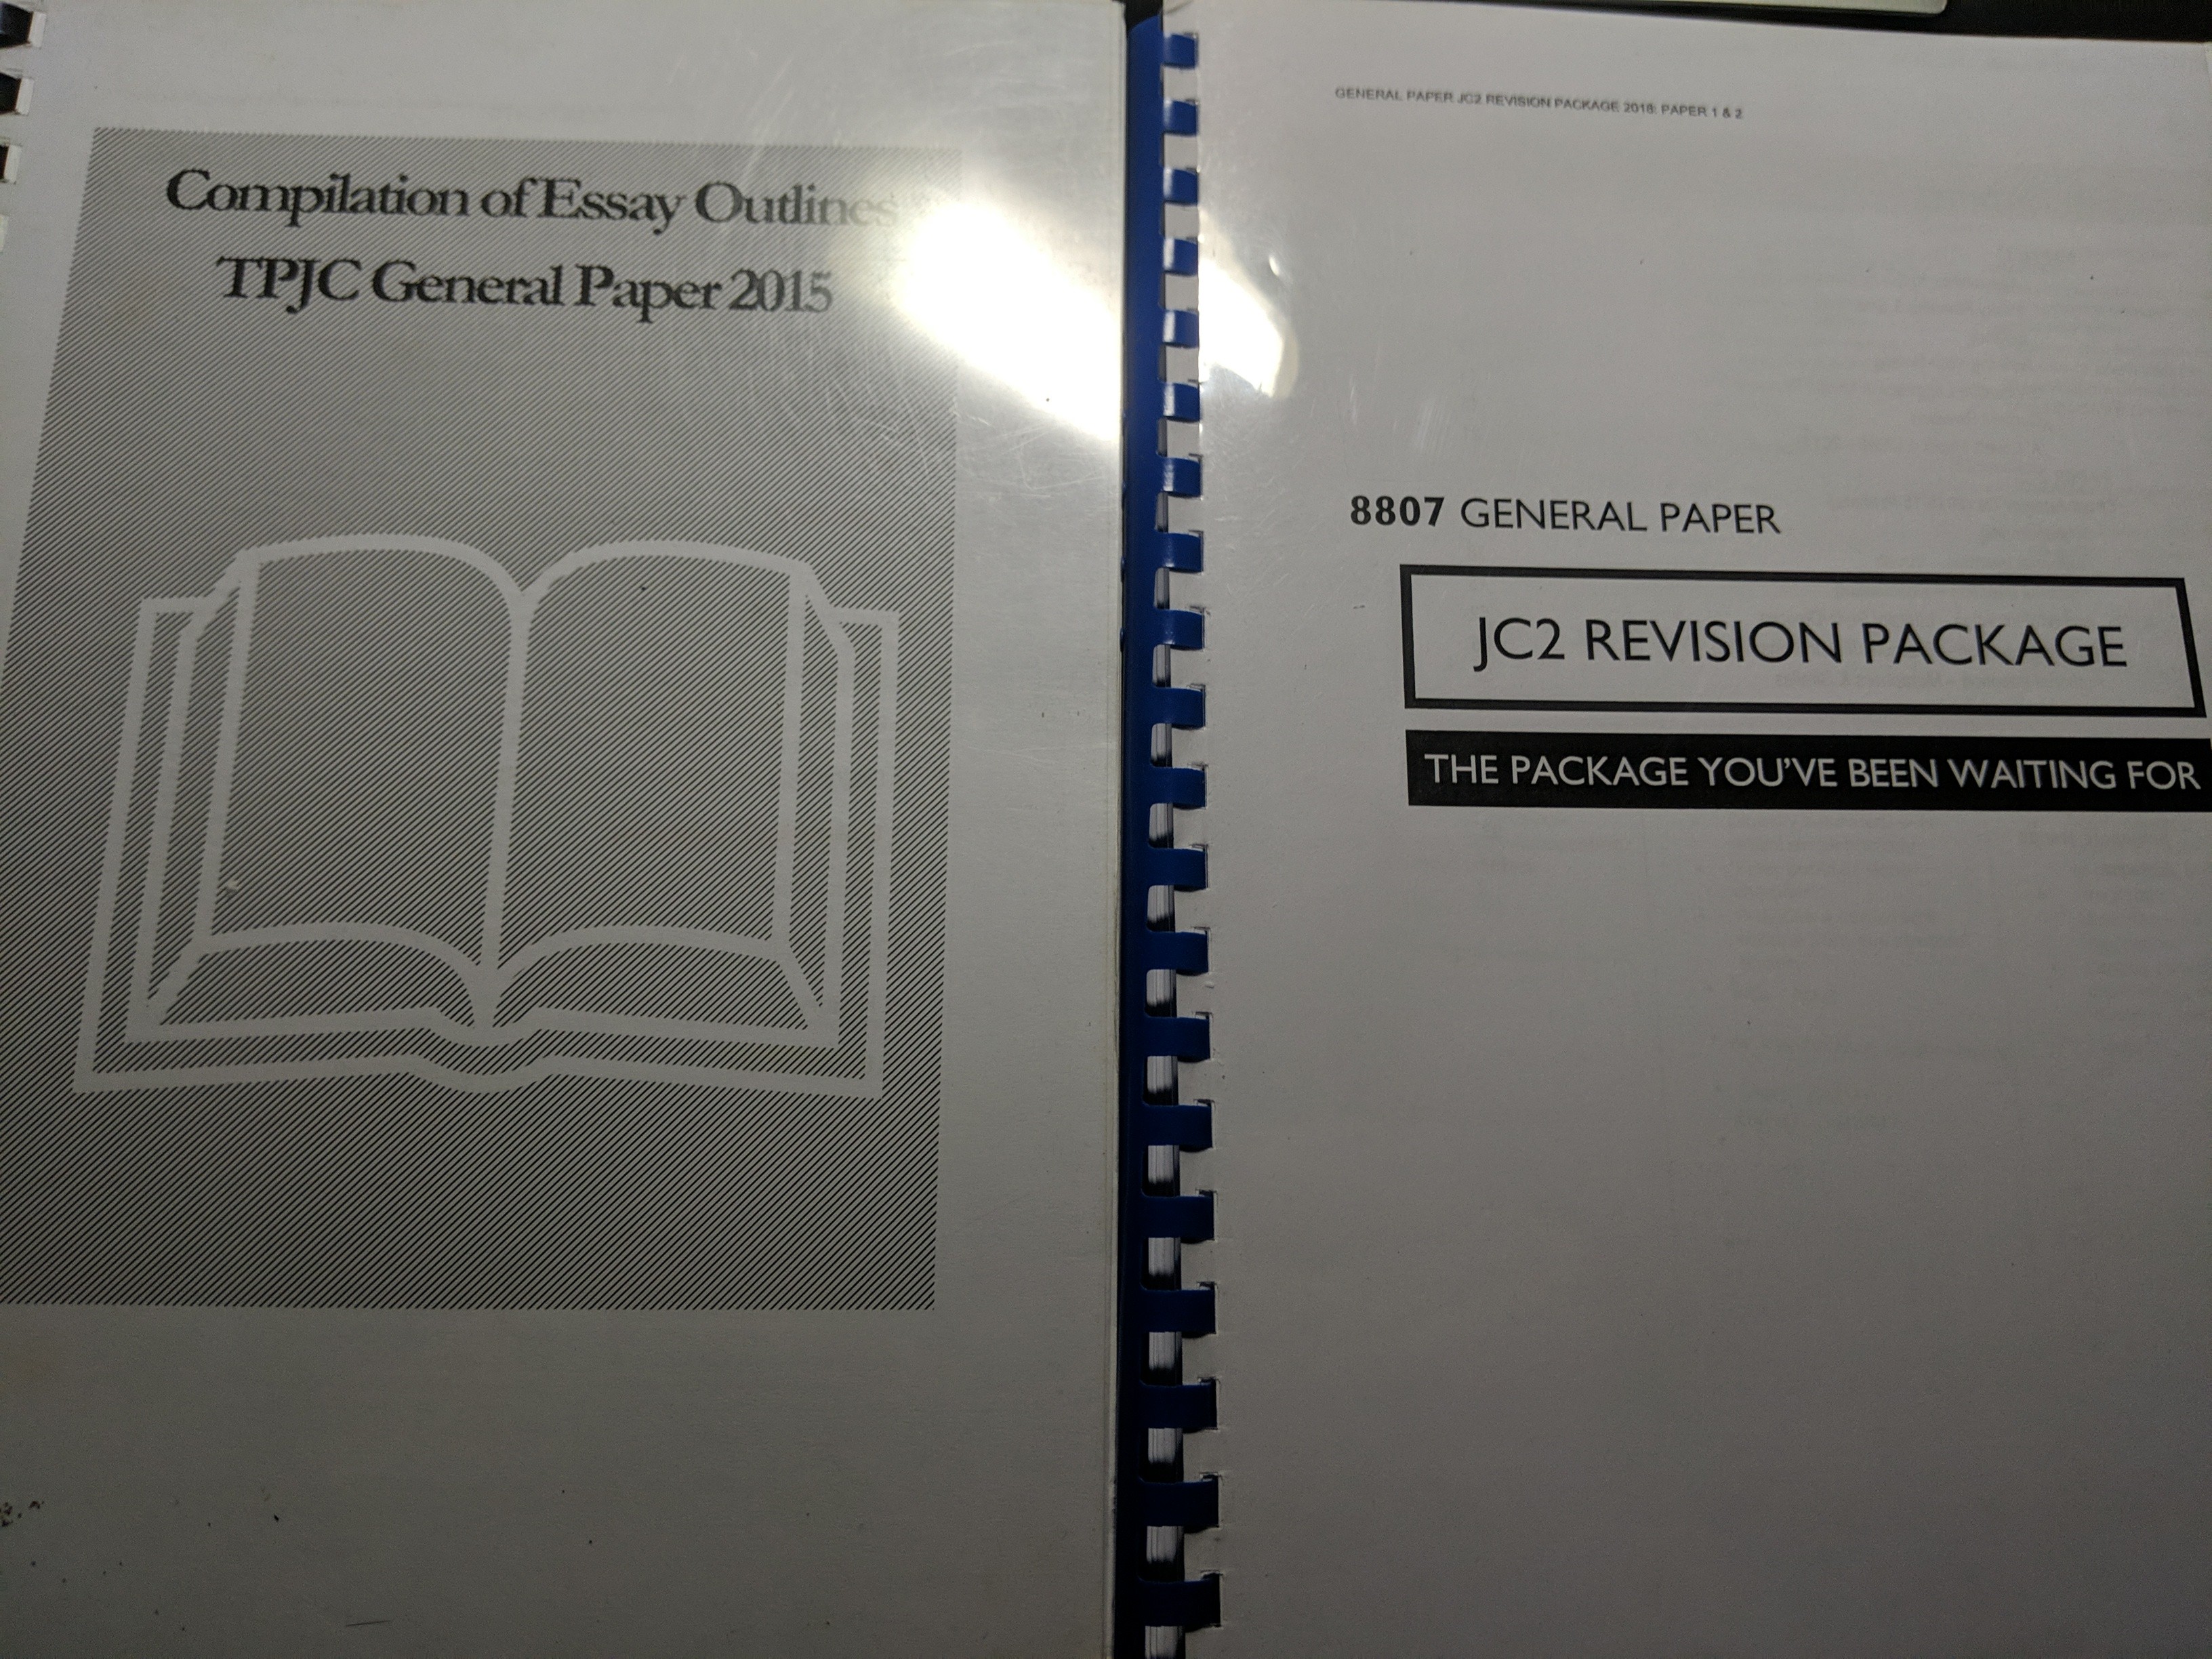 Compilation of Essay Outlines
TPJC General Paper 2015
GENERAL PAPER JC2 REVISION PACKAGE 2018: PAPER 1 & 2
8807 GENERAL PAPER
JC2 REVISION PACKAGE
THE PACKAGE YOU'VE BEEN WAITING FOR